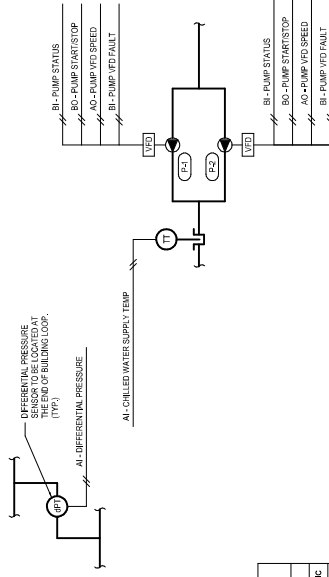 BI - PUMP STATUS
BO - PUMP START/STOP
AO - PUMP VFD SPEED
BI - PUMP VFD FAULT
VFD
P-1
P-2
VFD
BI - PUMP STATUS
BO - PUMP START/STOP
AO - PUMP VFD SPEED
BI - PUMP VFD FAULT
TT
AI - CHILLED WATER SUPPLY TEMP
DIFFERENTIAL PRESSURE
SENSOR TO BE LOCATED AT
THE END OF BUILDING LOOP.
(TYP.)
dPT
AI - DIFFERENTIAL PRESSURE